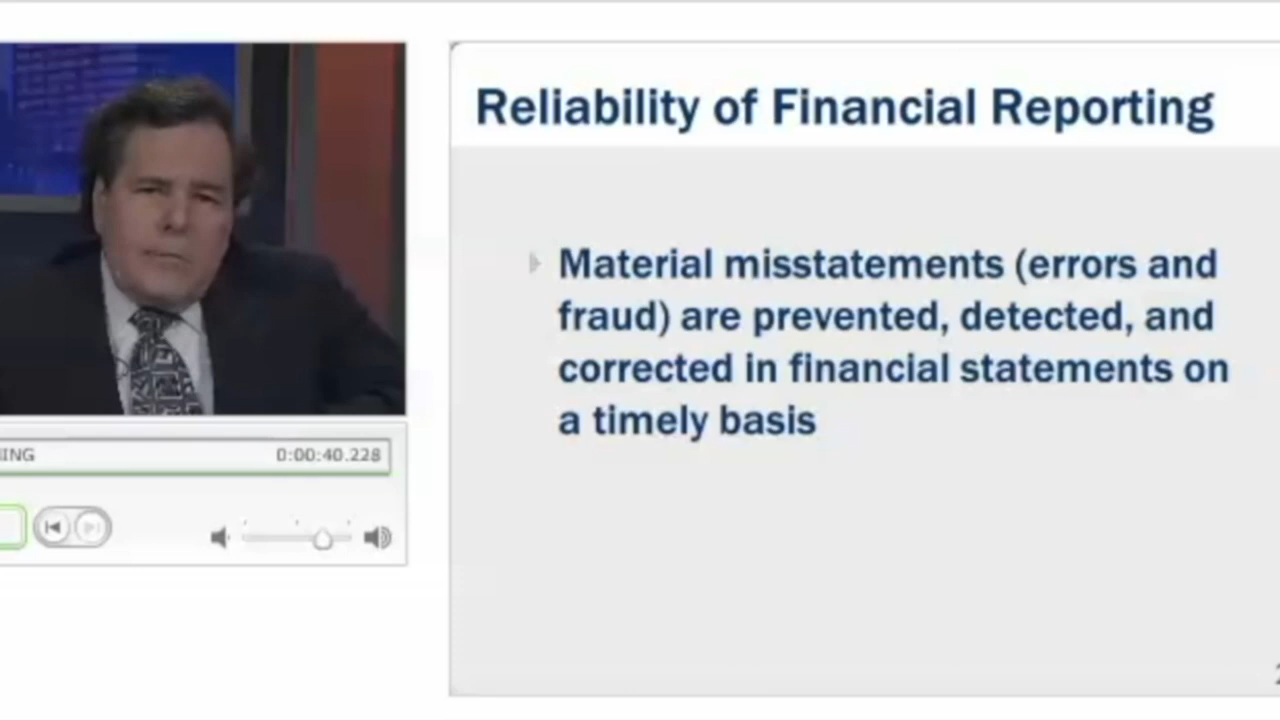 Reliability of Financial Reporting
Material misstatements (errors and
fraud) are prevented, detected, and
corrected in financial statements on
a timely basis
ING 0:00:40.228